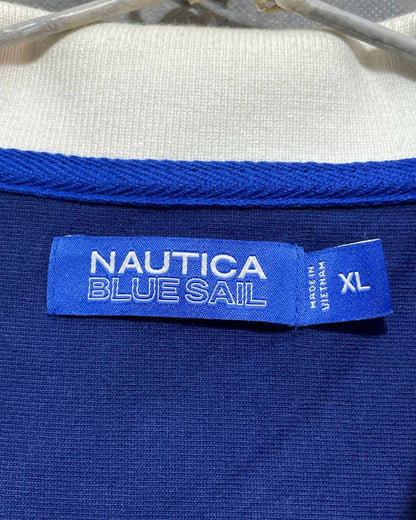 NAUTICA
BLUE SAIL
MADE IN
VIETNAM
XL